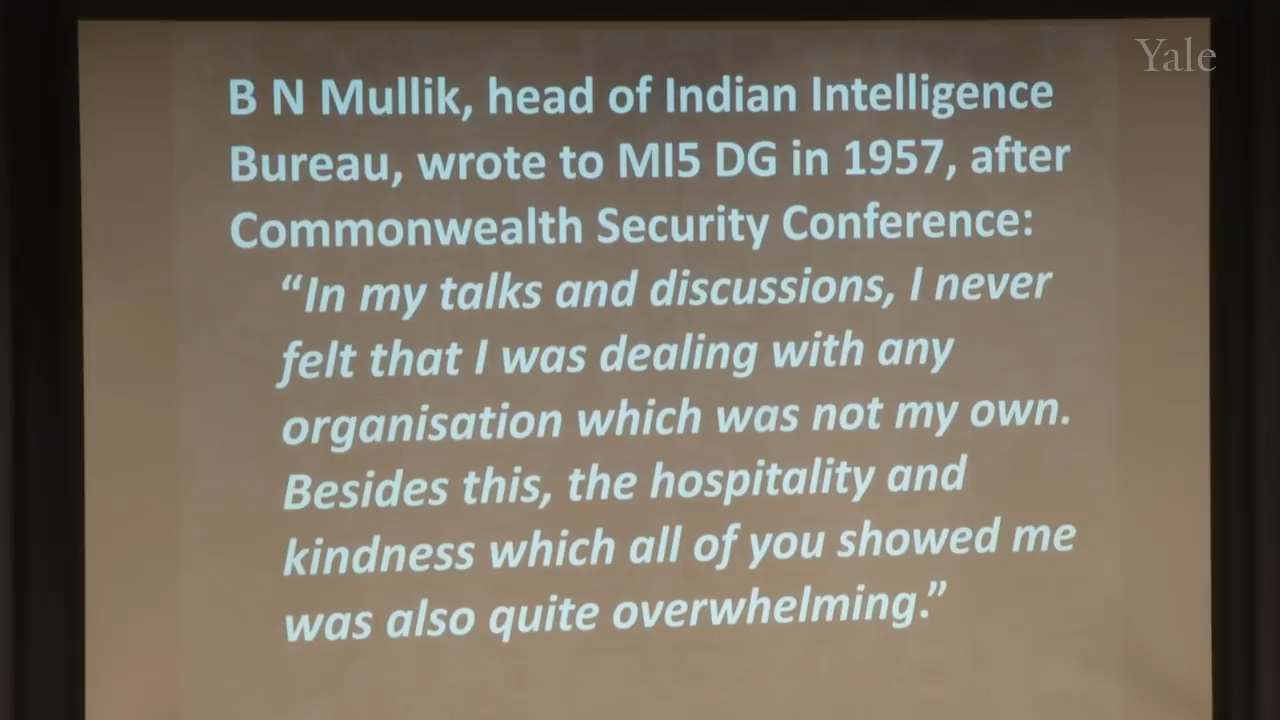 Yale
B N Mullik, head of Indian Intelligence
Bureau, wrote to MI5 DG in 1957, after
Commonwealth Security Conference:
“In my talks and discussions, I never
felt that I was dealing with any
organisation which was not my own.
Besides this, the hospitality and
kindness which all of you showed me
was also quite overwhelming.”